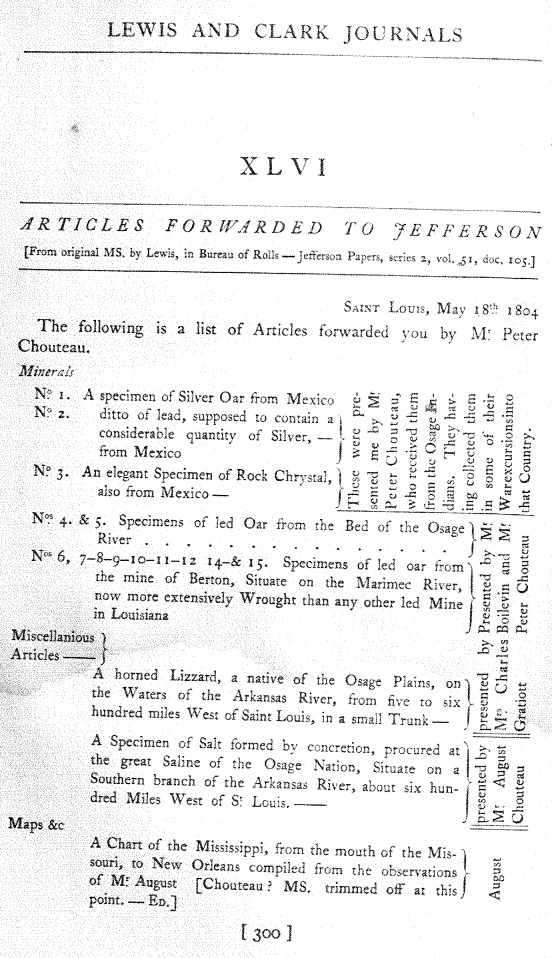 LEWIS AND CLARK JOURNALS
XLVI
ARTICLES FORWARDED TO JEFFERSON
[From original MS. by Lewis, in Bureau of Rolls — Jefferson Papers, series 2, vol. 51, doc. 105.]
Saint Louis, May 18th 1804
The following is a list of Articles forwarded you by Mr Peter
Chouteau.
Minerals
No 1. A specimen of Silver Oar from Mexico
No 2. ditto of lead, supposed to contain a
considerable quantity of Silver, —
from Mexico
No 3. An elegant Specimen of Rock Chrystal,
also from Mexico —
These were pre-
sented me by Mr
Peter Chouteau,
who received them
from the Osage In-
dians. They hav-
ing collected them
in some of their
War excursions into
that Country.
Nos 4. & 5. Specimens of led Oar from the Bed of the Osage
River . . . . . . . . . . . . . . .
Nos 6, 7–8–9–10–11–12 14–& 15. Specimens of led oar from
the mine of Berton, Situate on the Marimec River,
now more extensively Wrought than any other led Mine
in Louisiana
Presented by Mr
Boilevin and Mr
Peter Chouteau
Miscellanious
Articles ——
A horned Lizzard, a native of the Osage Plains, on
the Waters of the Arkansas River, from five to six
hundred miles West of Saint Louis, in a small Trunk —
presented by
Mrs Charles
Gratiott
A Specimen of Salt formed by concretion, procured at
the great Saline of the Osage Nation, Situate on a
Southern branch of the Arkansas River, about six hun-
dred Miles West of St Louis. ——
presented by
Mr August
Chouteau
Maps &c
A Chart of the Mississippi, from the mouth of the Mis-
souri, to New Orleans compiled from the observations
of Mr August [Chouteau? MS. trimmed off at this
point. — Ed.]
August
[ 300 ]